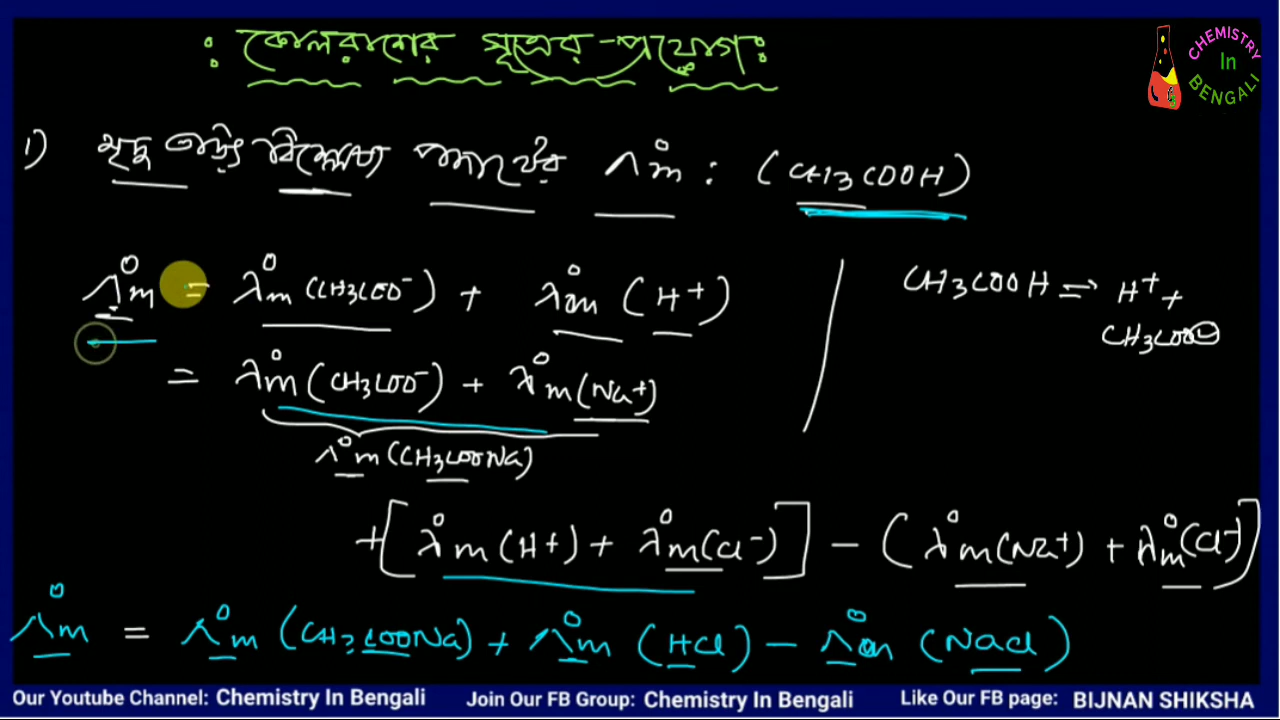 : কোলরাশের সূত্রের প্রয়োগ :
CHEMISTRY In BENGALI
1) মৃদু তড়িৎ বিশ্লেষ্য পদার্থের Λ°m : (CH3COOH)
Λ°m = λ°m (CH3COO⁻) + λ°m (H+)
CH3COOH ⇌ H+ +
CH3COO⊖
= λ°m (CH3COO⁻) + λ°m (Na+)
Λ°m (CH3COONa)
+ [λ°m (H+) + λ°m (Cl⁻)] − (λ°m (Na+) + λ°m (Cl⁻)]
Λ°m = Λ°m (CH3COONa) + Λ°m (HCl) − Λ°m (NaCl)
Our Youtube Channel: Chemistry In Bengali Join Our FB Group: Chemistry In Bengali Like Our FB page: BIJNAN SHIKSHA